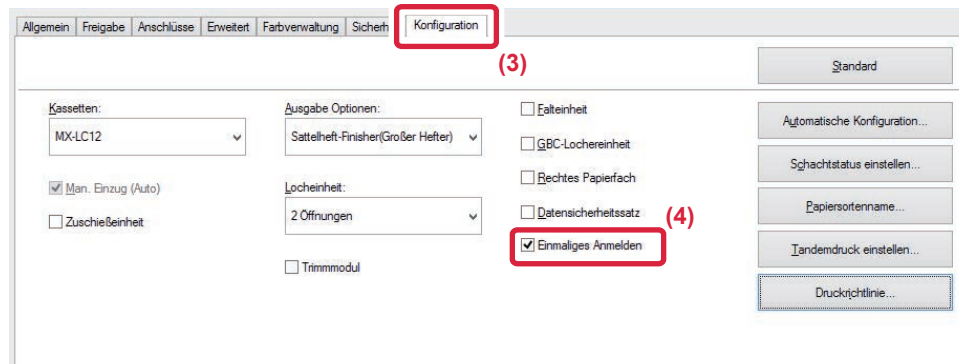 Allgemein Freigabe Anschlüsse Erweitert Farbverwaltung Sicherh Konfiguration
(3)
Standard
Kassetten:
MX-LC12
Man. Einzug (Auto)
Zuschießeinheit
Ausgabe Optionen:
Sattelheft-Finisher(Großer Hefter)
Locheinheit:
2 Öffnungen
Trimmmodul
Falteinheit
GBC-Lochereinheit
Rechtes Papierfach
Datensicherheitssatz
(4)
Einmaliges Anmelden
Automatische Konfiguration...
Schachtstatus einstellen...
Papiersortenname...
Tandemdruck einstellen...
Druckrichtlinie...